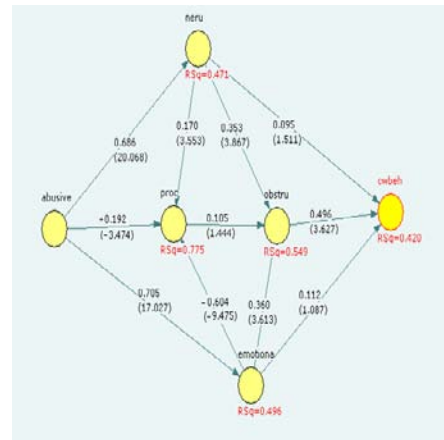 neru
RSq=0.471
0.686
(20.068)
0.170
(3.553)
0.353
(3.867)
0.095
(1.511)
abusive
proc
obstru
cwbeh
+0.192
(-3.474)
0.105
(1.444)
0.496
(3.627)
RSq=0.775
RSq=0.549
RSq=0.420
0.705
(17.027)
-0.604
(-9.475)
0.360
(3.613)
0.112
(1.087)
emotiona
RSq=0.496